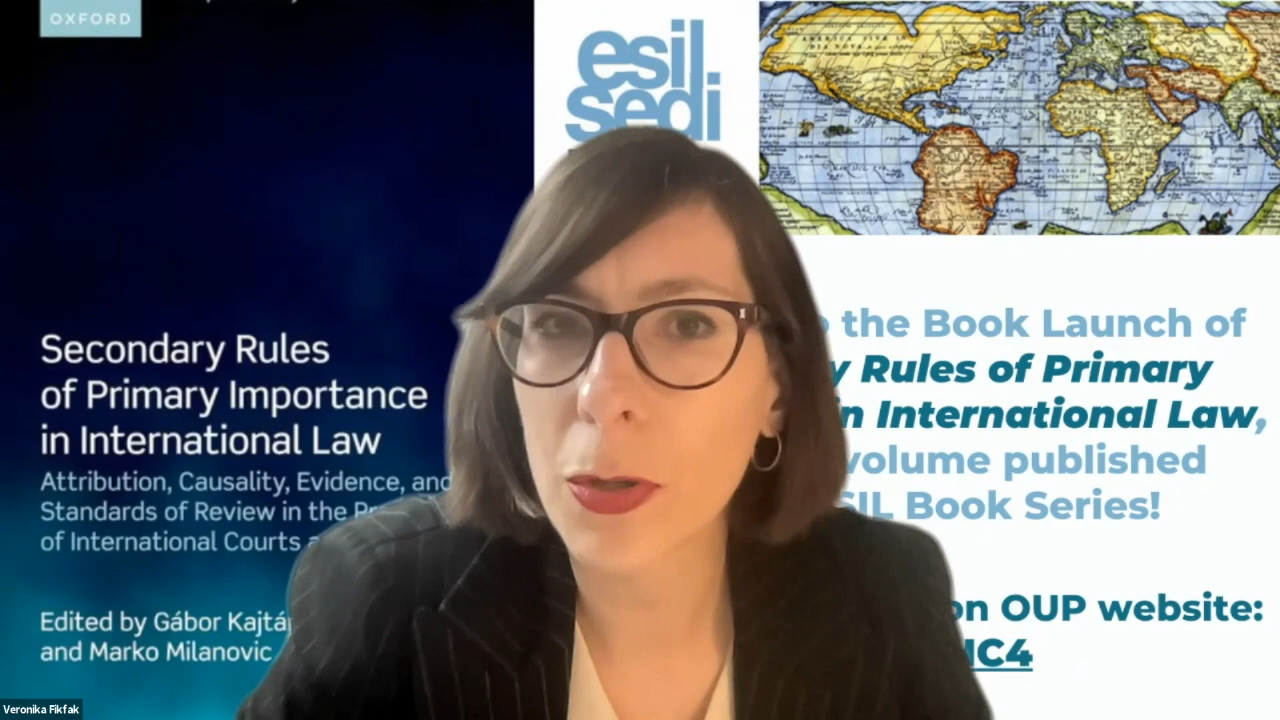 OXFORD
Secondary Rules
of Primary Importance
in International Law
Attribution, Causality, Evidence, and
Standards of Review in the
of International Courts
Edited by Gábor
and Marko Milanovic
esil
sedi
the Book Launch of
Rules of Primary
in International Law,
volume published
Book Series!
on OUP website:
Veronika Fikfak